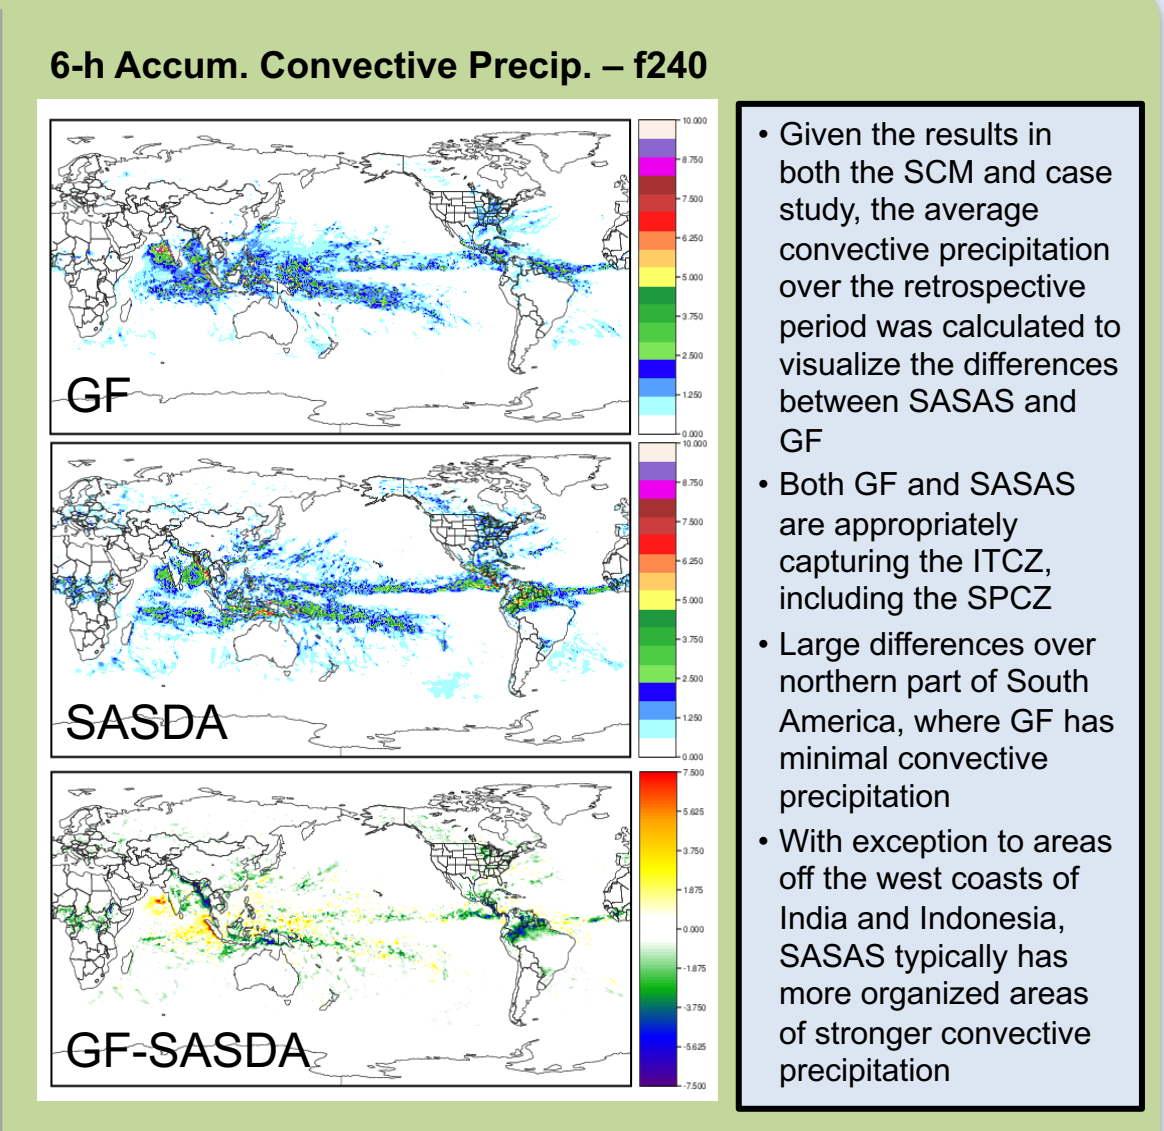 6-h Accum. Convective Precip. – f240
10.000
8.750
7.500
6.250
5.000
3.750
2.500
1.250
0.000
GF
10.000
8.750
7.500
6.250
5.000
3.750
2.500
1.250
0.000
SASDA
7.500
5.625
3.750
1.875
0.000
-1.875
-3.750
-5.625
-7.500
GF-SASDA
• Given the results in
both the SCM and case
study, the average
convective precipitation
over the retrospective
period was calculated to
visualize the differences
between SASAS and
GF
• Both GF and SASAS
are appropriately
capturing the ITCZ,
including the SPCZ
• Large differences over
northern part of South
America, where GF has
minimal convective
precipitation
• With exception to areas
off the west coasts of
India and Indonesia,
SASAS typically has
more organized areas
of stronger convective
precipitation